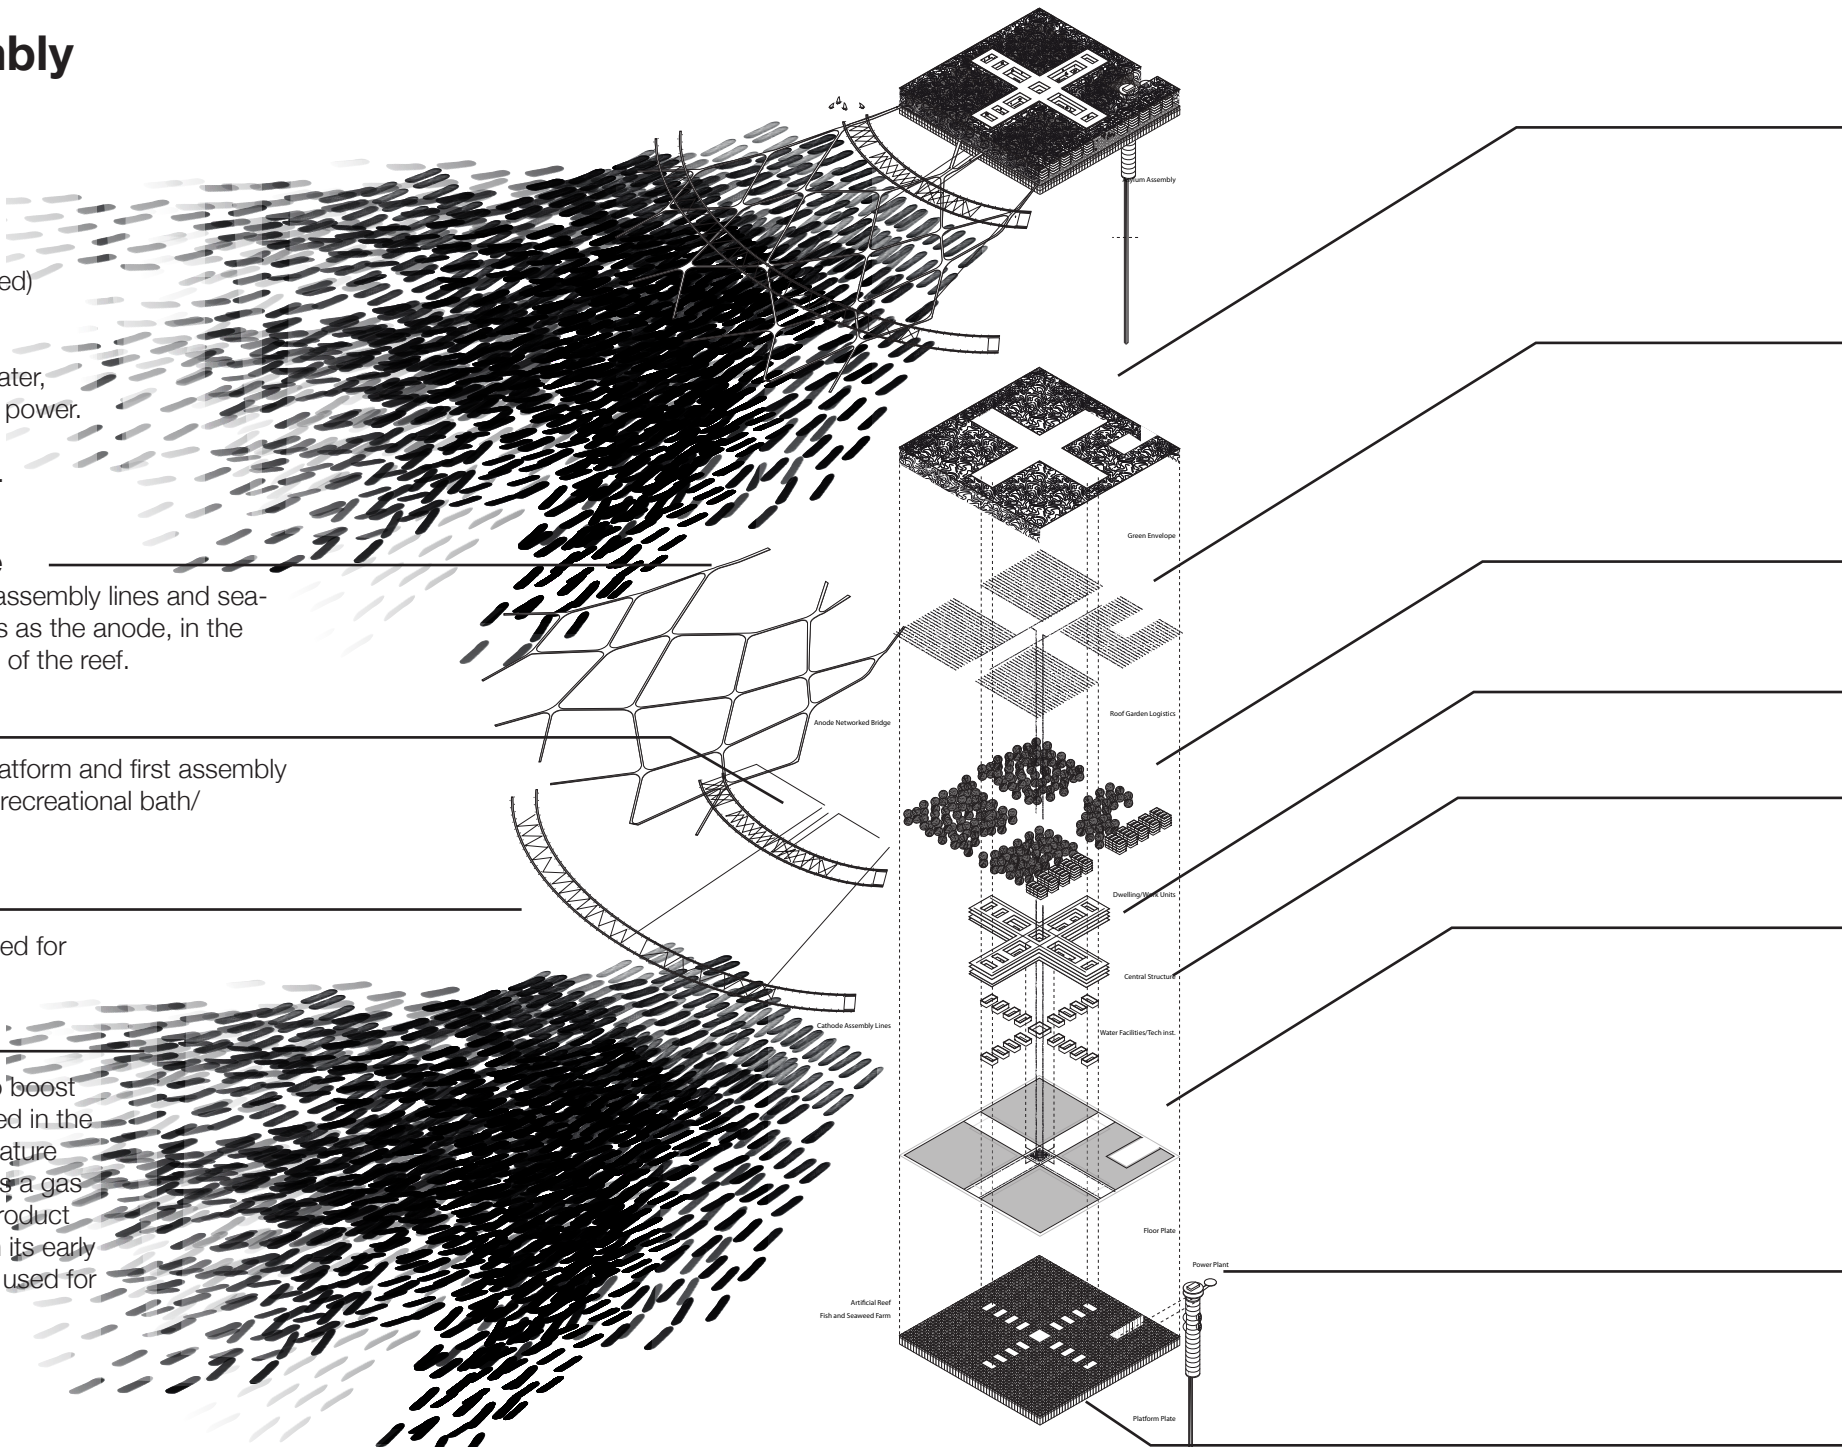 mbly
ed)
ater,
power.
.
e
assembly lines and sea-
s as the anode, in the
of the reef.
atform and first assembly
recreational bath/
ed for
o boost
ed in the
ature
s a gas
roduct
its early
used for
Asylum Assembly
Green Envelope
Roof Garden Logistics
Anode Networked Bridge
Dwelling/Work Units
Central Structure
Cathode Assembly Lines
Water Facilities/Tech inst.
Floor Plate
Power Plant
Artificial Reef
Fish and Seaweed Farm
Platform Plate